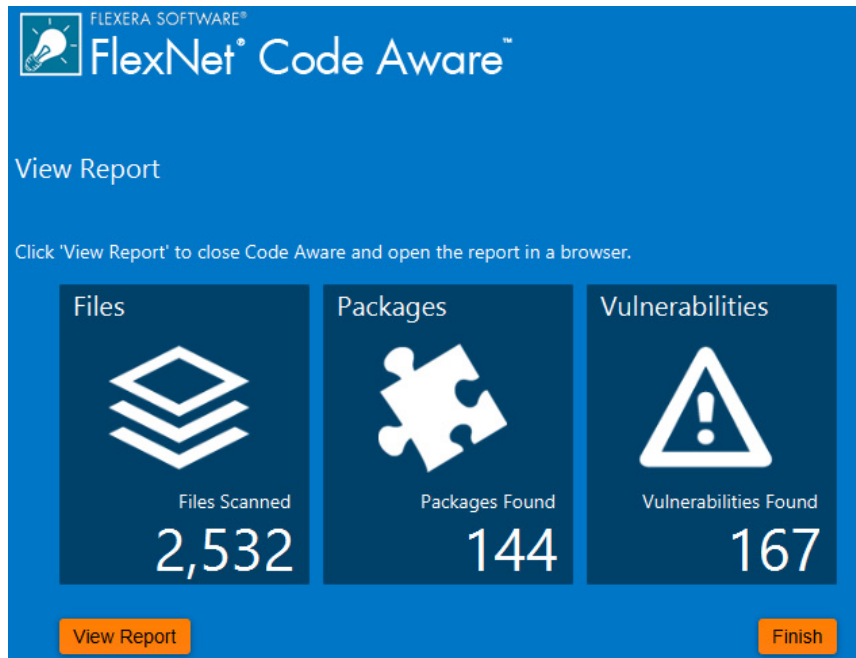 FLEXERA SOFTWARE®
FlexNet® Code Aware™
View Report
Click 'View Report' to close Code Aware and open the report in a browser.
Files
Files Scanned
2,532
Packages
Packages Found
144
Vulnerabilities
Vulnerabilities Found
167
View Report
Finish